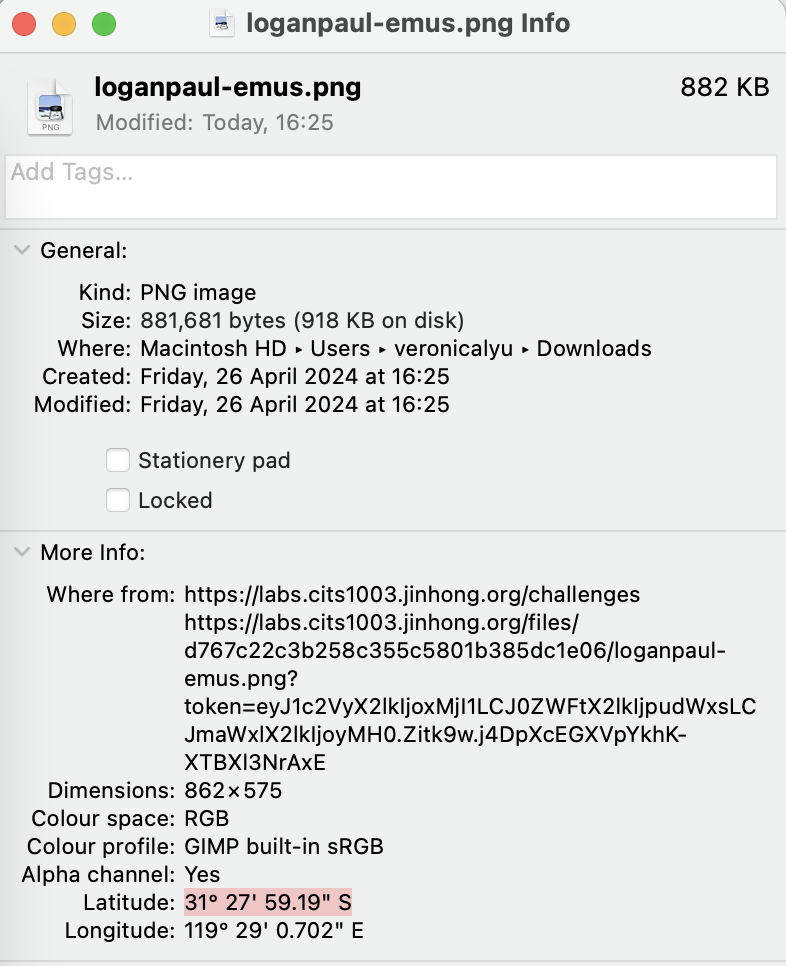 loganpaul-emus.png Info
loganpaul-emus.png 882 KB
PNG
Modified: Today, 16:25
Add Tags...
General:
Kind: PNG image
Size: 881,681 bytes (918 KB on disk)
Where: Macintosh HD ▸ Users ▸ veronicalyu ▸ Downloads
Created: Friday, 26 April 2024 at 16:25
Modified: Friday, 26 April 2024 at 16:25
Stationery pad
Locked
More Info:
Where from: https://labs.cits1003.jinhong.org/challenges
https://labs.cits1003.jinhong.org/files/
d767c22c3b258c355c5801b385dc1e06/loganpaul-
emus.png?
token=eyJ1c2VyX2lkIjoxMjI1LCJ0ZWFtX2lkIjpudWxsLC
JmaWxlX2lkIjoyMH0.Zitk9w.j4DpXcEGXVpYkhK-
XTBXl3NrAxE
Dimensions: 862×575
Colour space: RGB
Colour profile: GIMP built-in sRGB
Alpha channel: Yes
Latitude: 31° 27' 59.19" S
Longitude: 119° 29' 0.702" E